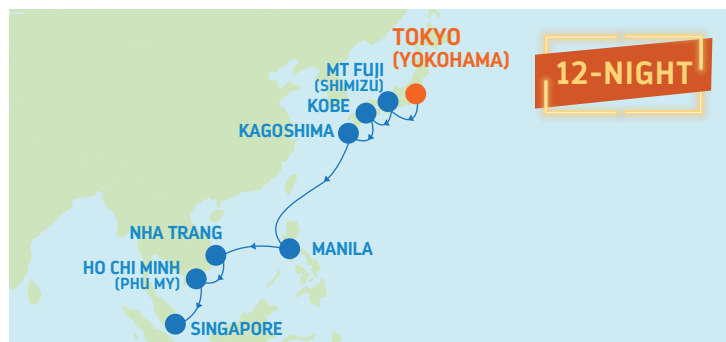 TOKYO
(YOKOHAMA)
12-NIGHT
MT FUJI
(SHIMIZU)
KOBE
KAGOSHIMA
NHA TRANG
MANILA
HO CHI MINH
(PHU MY)
SINGAPORE